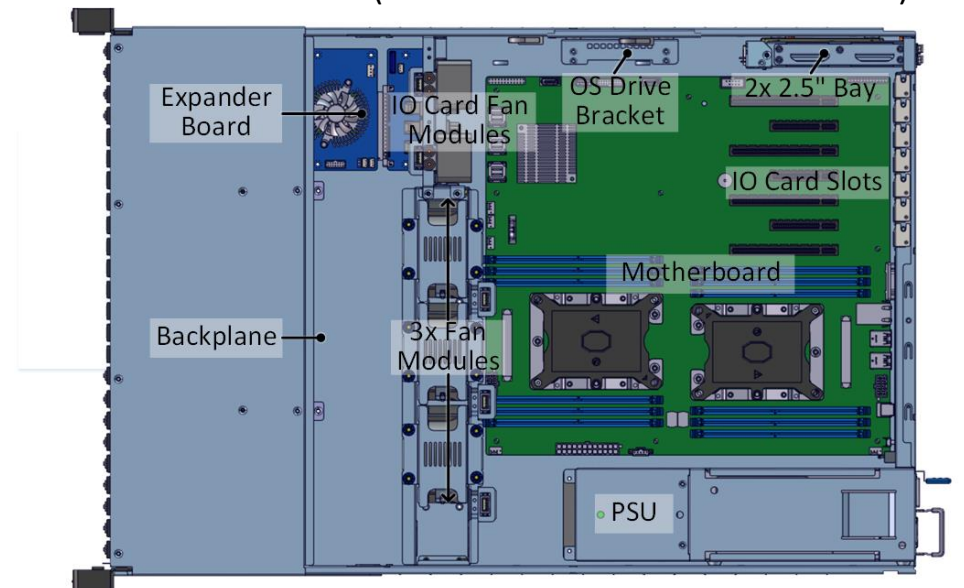 Expander
Board
IO Card Fan
Modules
OS Drive
Bracket
2x 2.5" Bay
IO Card Slots
Motherboard
Backplane
3x Fan
Modules
PSU